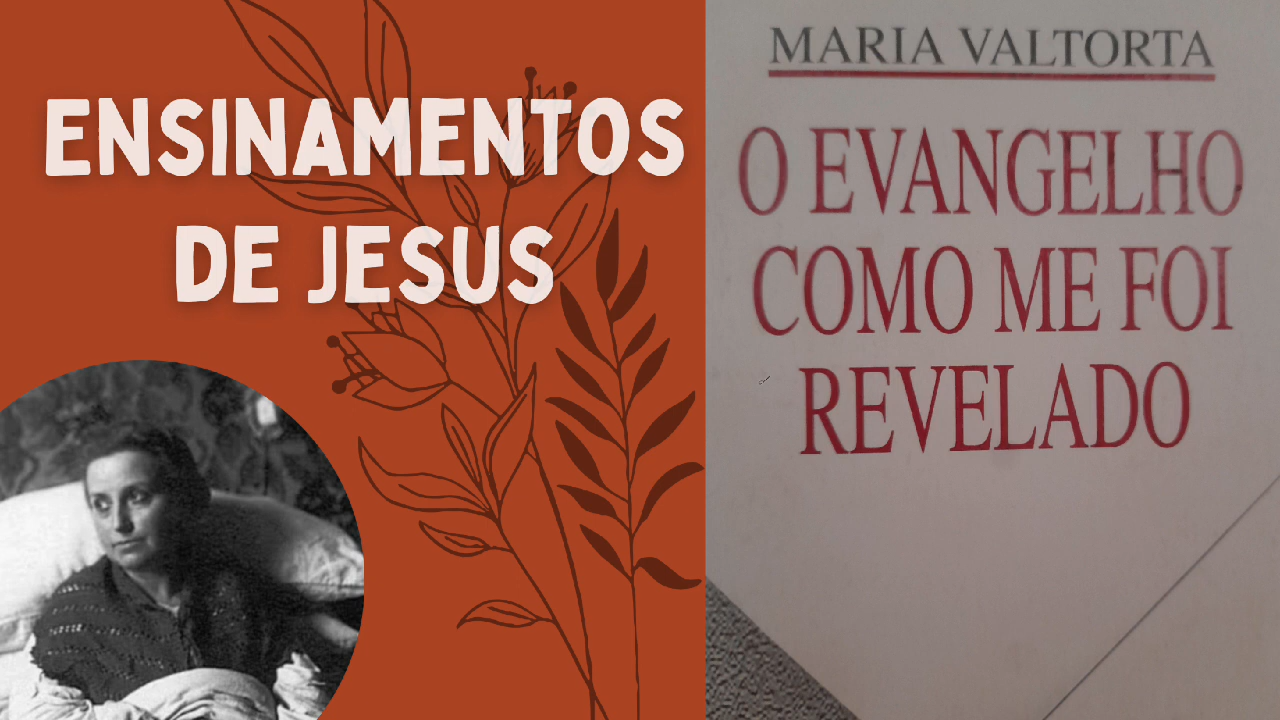 ENSINAMENTOS
DE JESUS
MARIA VALTORTA
O EVANGELHO
COMO ME FOI
REVELADO